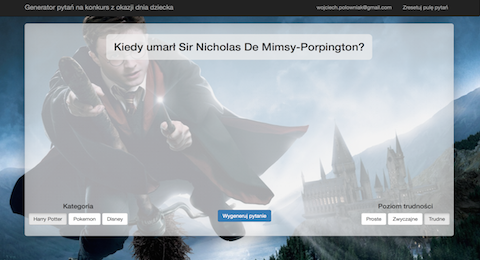 Generator pytań na konkurs z okazji dnia dziecka
wojciech.polowniak@gmail.com
Zresetuj pulę pytań
Kiedy umarł Sir Nicholas De Mimsy-Porpington?
Kategoria
Harry Potter
Pokemon
Disney
Wygeneruj pytanie
Poziom trudności
Proste
Zwyczajne
Trudne